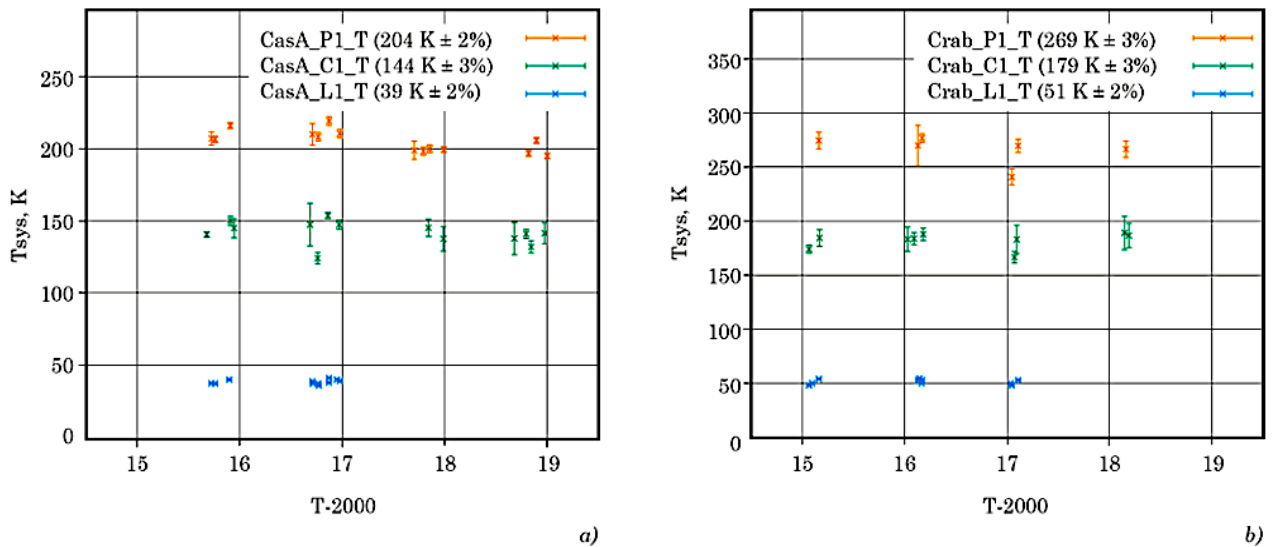 CasA_P1_T (204 K ± 2%)
CasA_C1_T (144 K ± 3%)
CasA_L1_T (39 K ± 2%)
250
200
150
100
50
0
Tsys, K
15 16 17 18 19
T-2000
a)
Crab_P1_T (269 K ± 3%)
Crab_C1_T (179 K ± 3%)
Crab_L1_T (51 K ± 2%)
350
300
250
200
150
100
50
0
Tsys, K
15 16 17 18 19
T-2000
b)